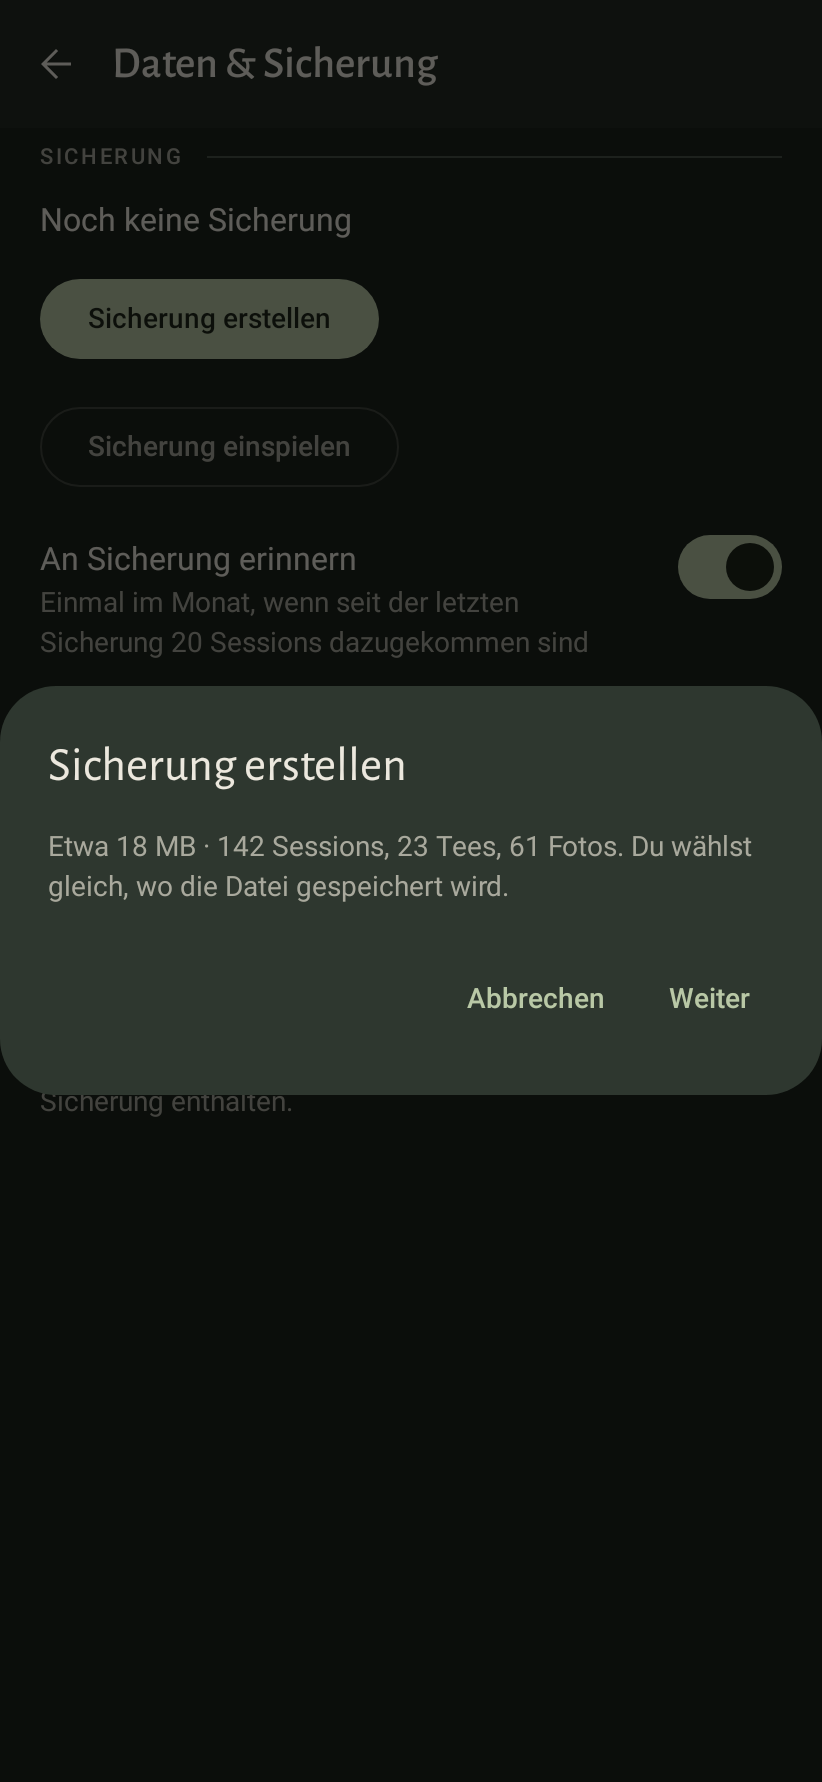 Daten & Sicherung
SICHERUNG
Noch keine Sicherung
Sicherung erstellen
Sicherung einspielen
An Sicherung erinnern
Einmal im Monat, wenn seit der letzten
Sicherung 20 Sessions dazugekommen sind
Sicherung erstellen
Etwa 18 MB · 142 Sessions, 23 Tees, 61 Fotos. Du wählst
gleich, wo die Datei gespeichert wird.
Abbrechen Weiter
Sicherung enthalten.